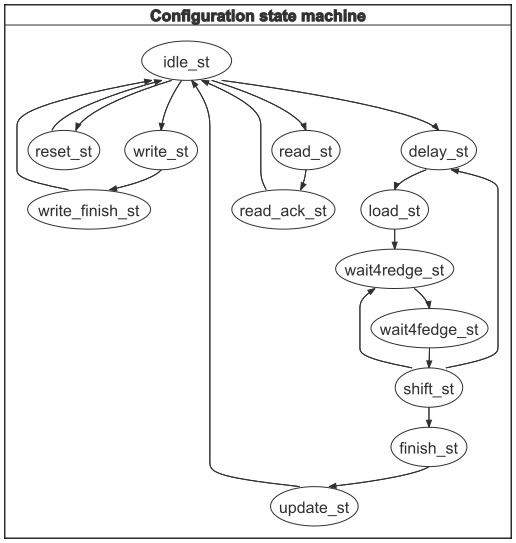 Configuration state machine
idle_st
reset_st
write_st
read_st
delay_st
write_finish_st
read_ack_st
load_st
wait4redge_st
wait4fedge_st
shift_st
finish_st
update_st